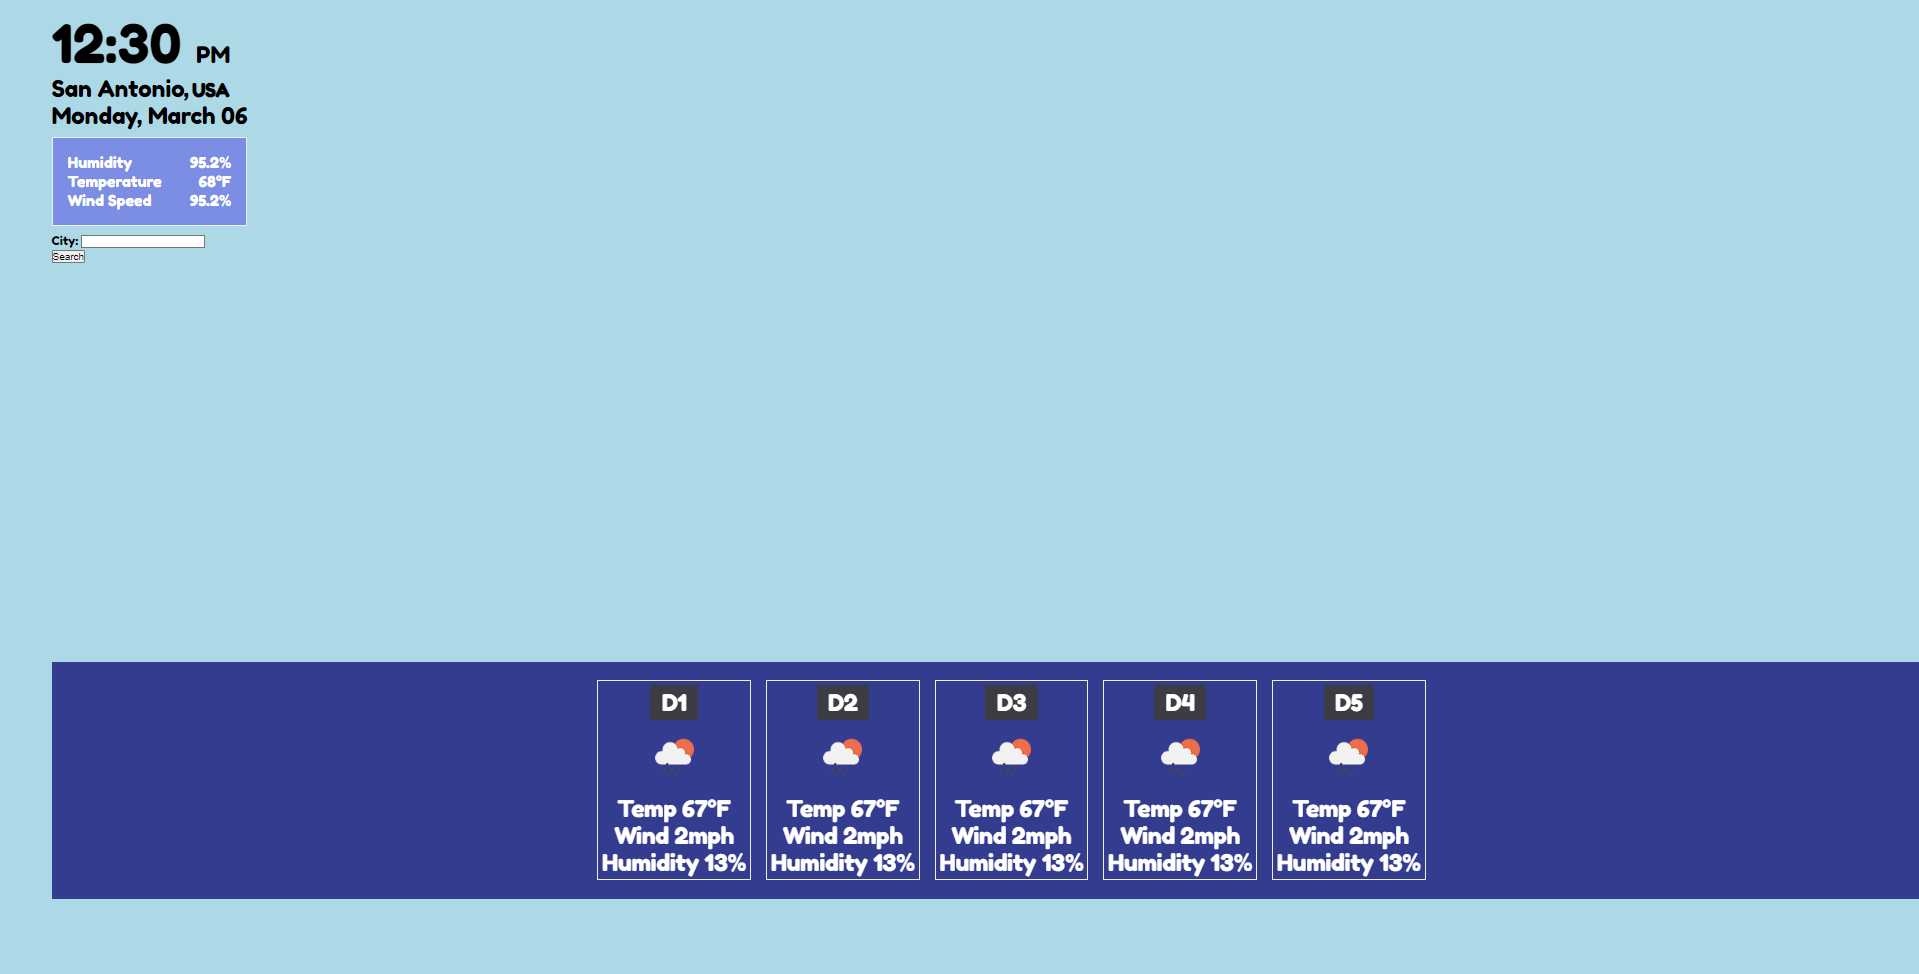 12:30 PM
San Antonio, USA
Monday, March 06
Humidity 95.2%
Temperature 68°F
Wind Speed 95.2%
City:
Search
D1 D2 D3 D4 D5
Temp 67°F Temp 67°F Temp 67°F Temp 67°F Temp 67°F
Wind 2mph Wind 2mph Wind 2mph Wind 2mph Wind 2mph
Humidity 13% Humidity 13% Humidity 13% Humidity 13% Humidity 13%